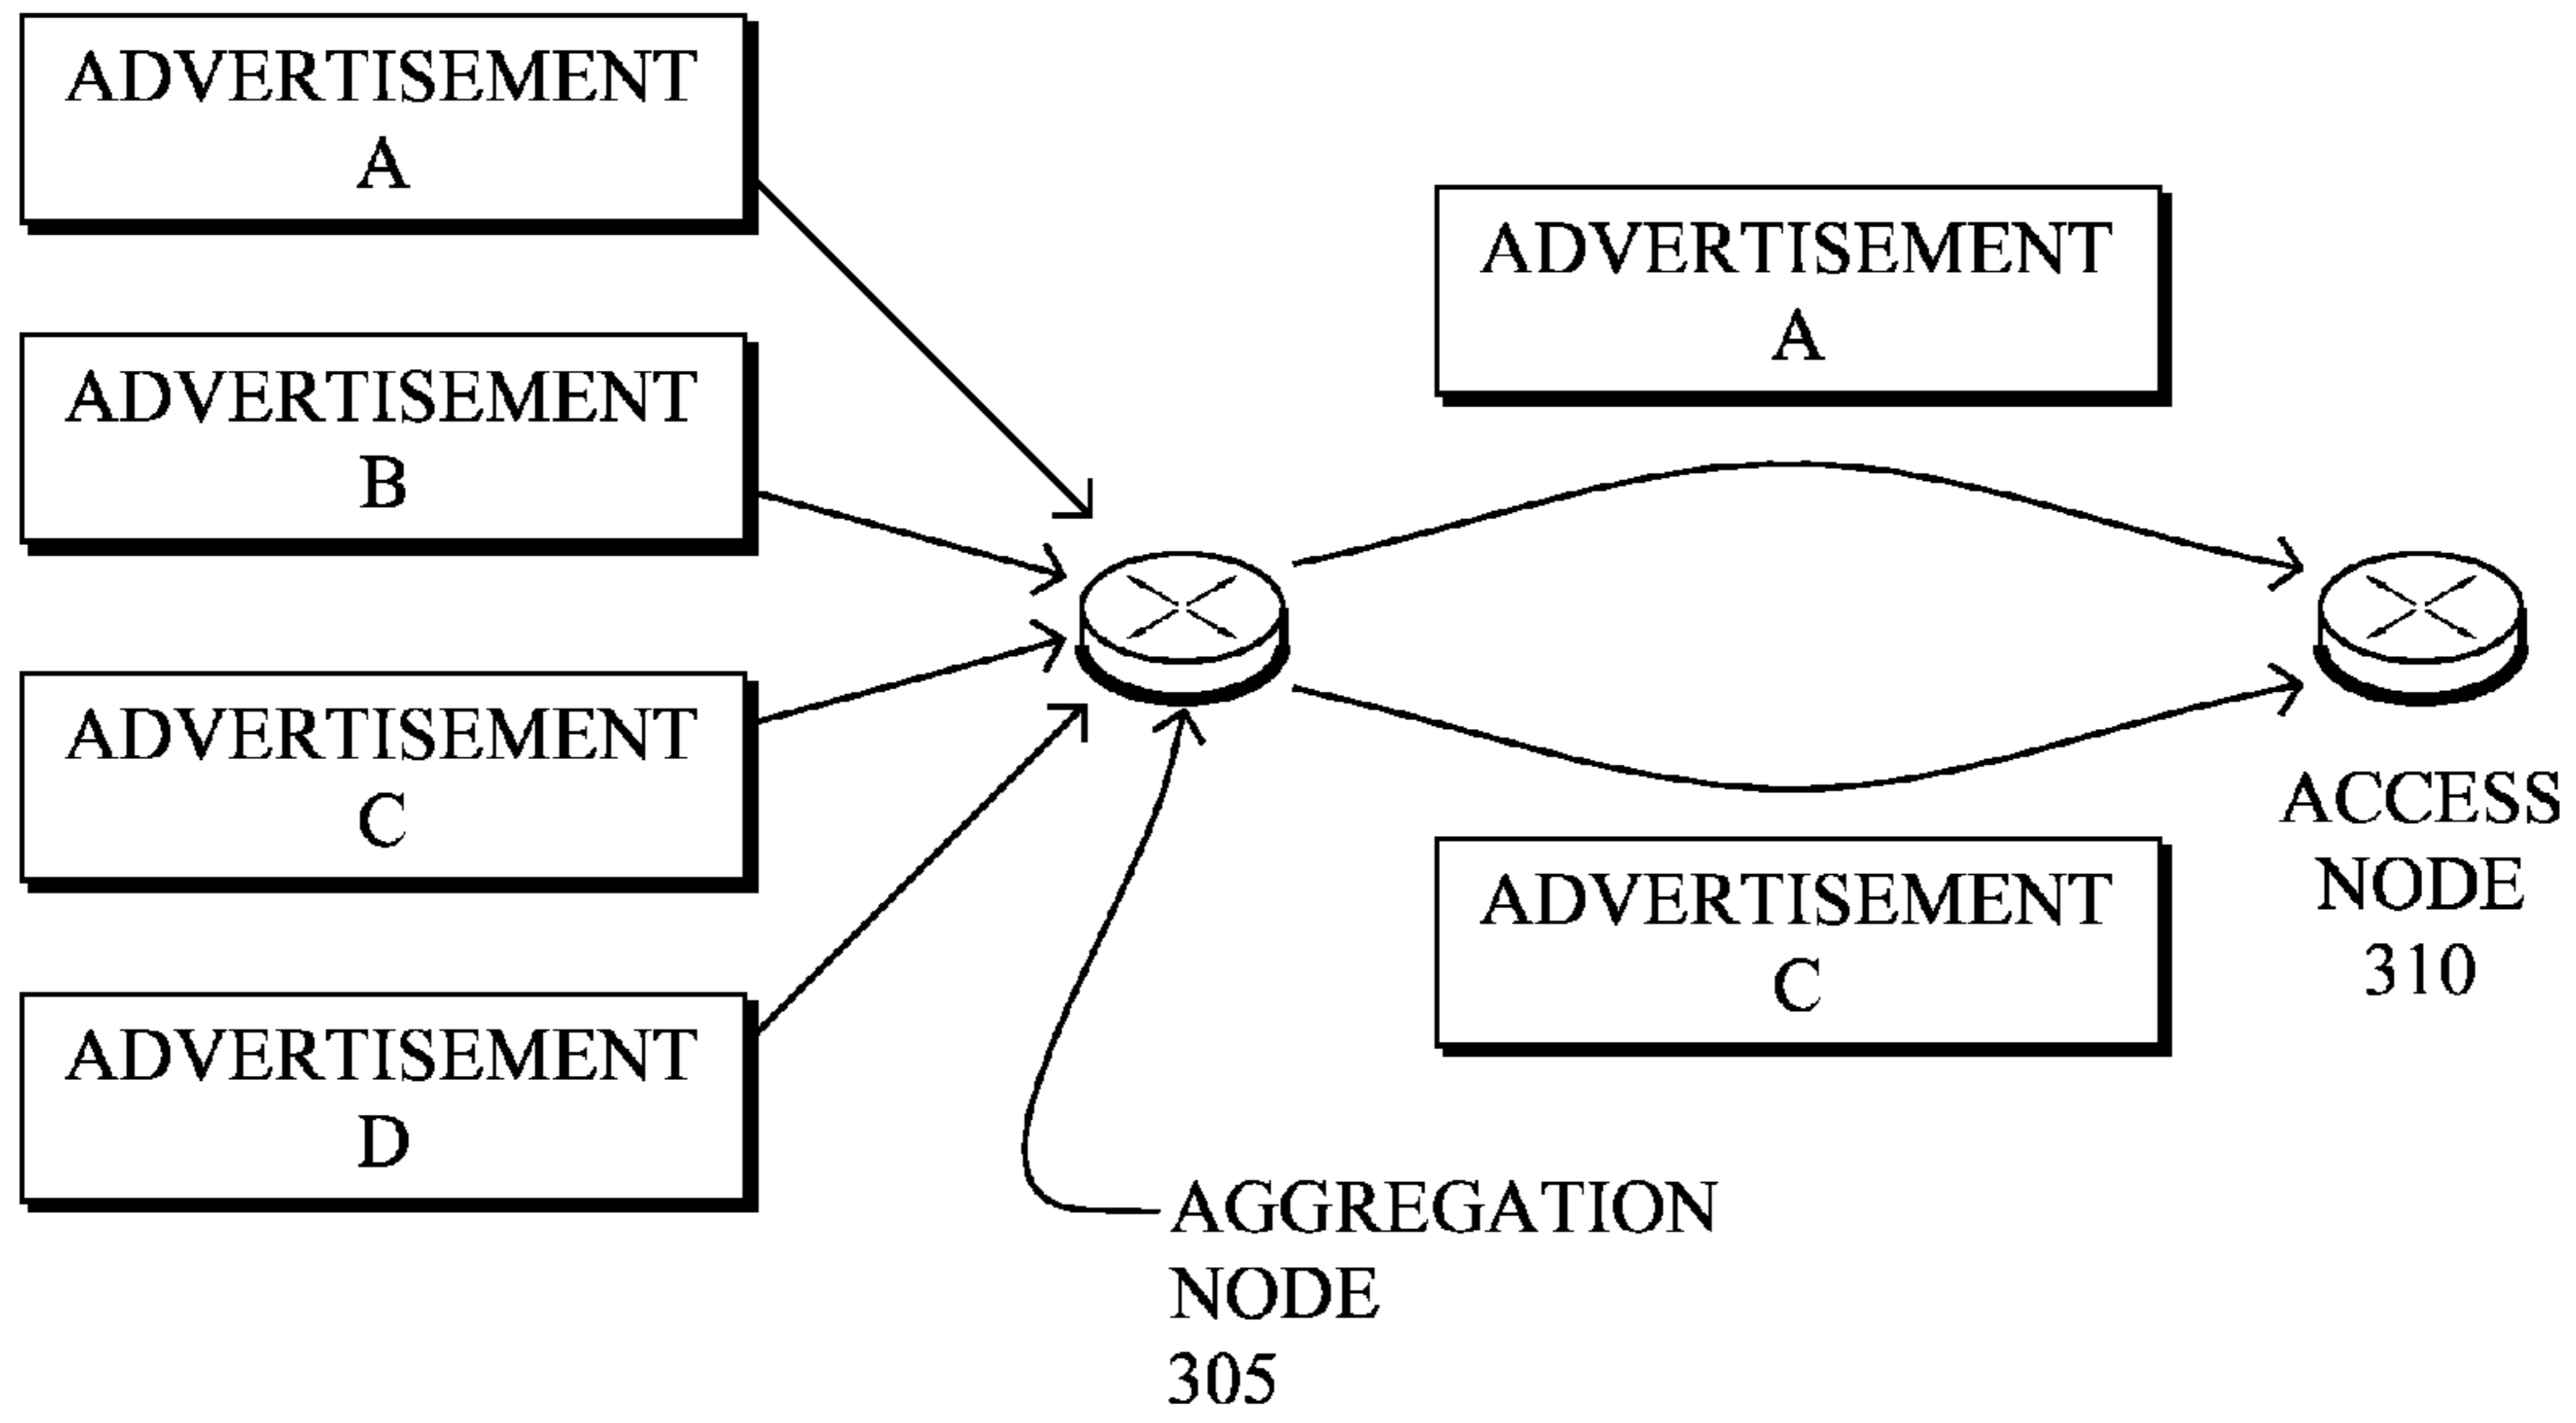 ADVERTISEMENT
A
ADVERTISEMENT
B
ADVERTISEMENT
C
ADVERTISEMENT
D
ADVERTISEMENT
A
ADVERTISEMENT
C
AGGREGATION
NODE
305
ACCESS
NODE
310